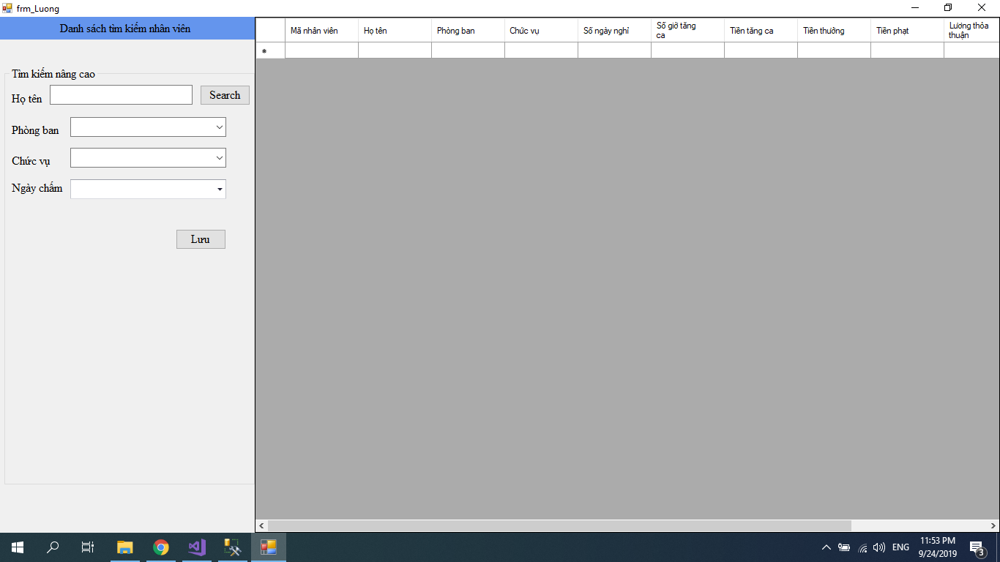 frm_Luong
Danh sách tìm kiếm nhân viên
Tìm kiếm nâng cao
Họ tên
Search
Phòng ban
Chức vụ
Ngày chấm
Lưu
Mã nhân viên
Họ tên
Phòng ban
Chức vụ
Số ngày nghỉ
Số giờ tăng
ca
Tiền tăng ca
Tiền thưởng
Tiền phạt
Lương thỏa
thuận
ENG
11:53 PM
9/24/2019
3